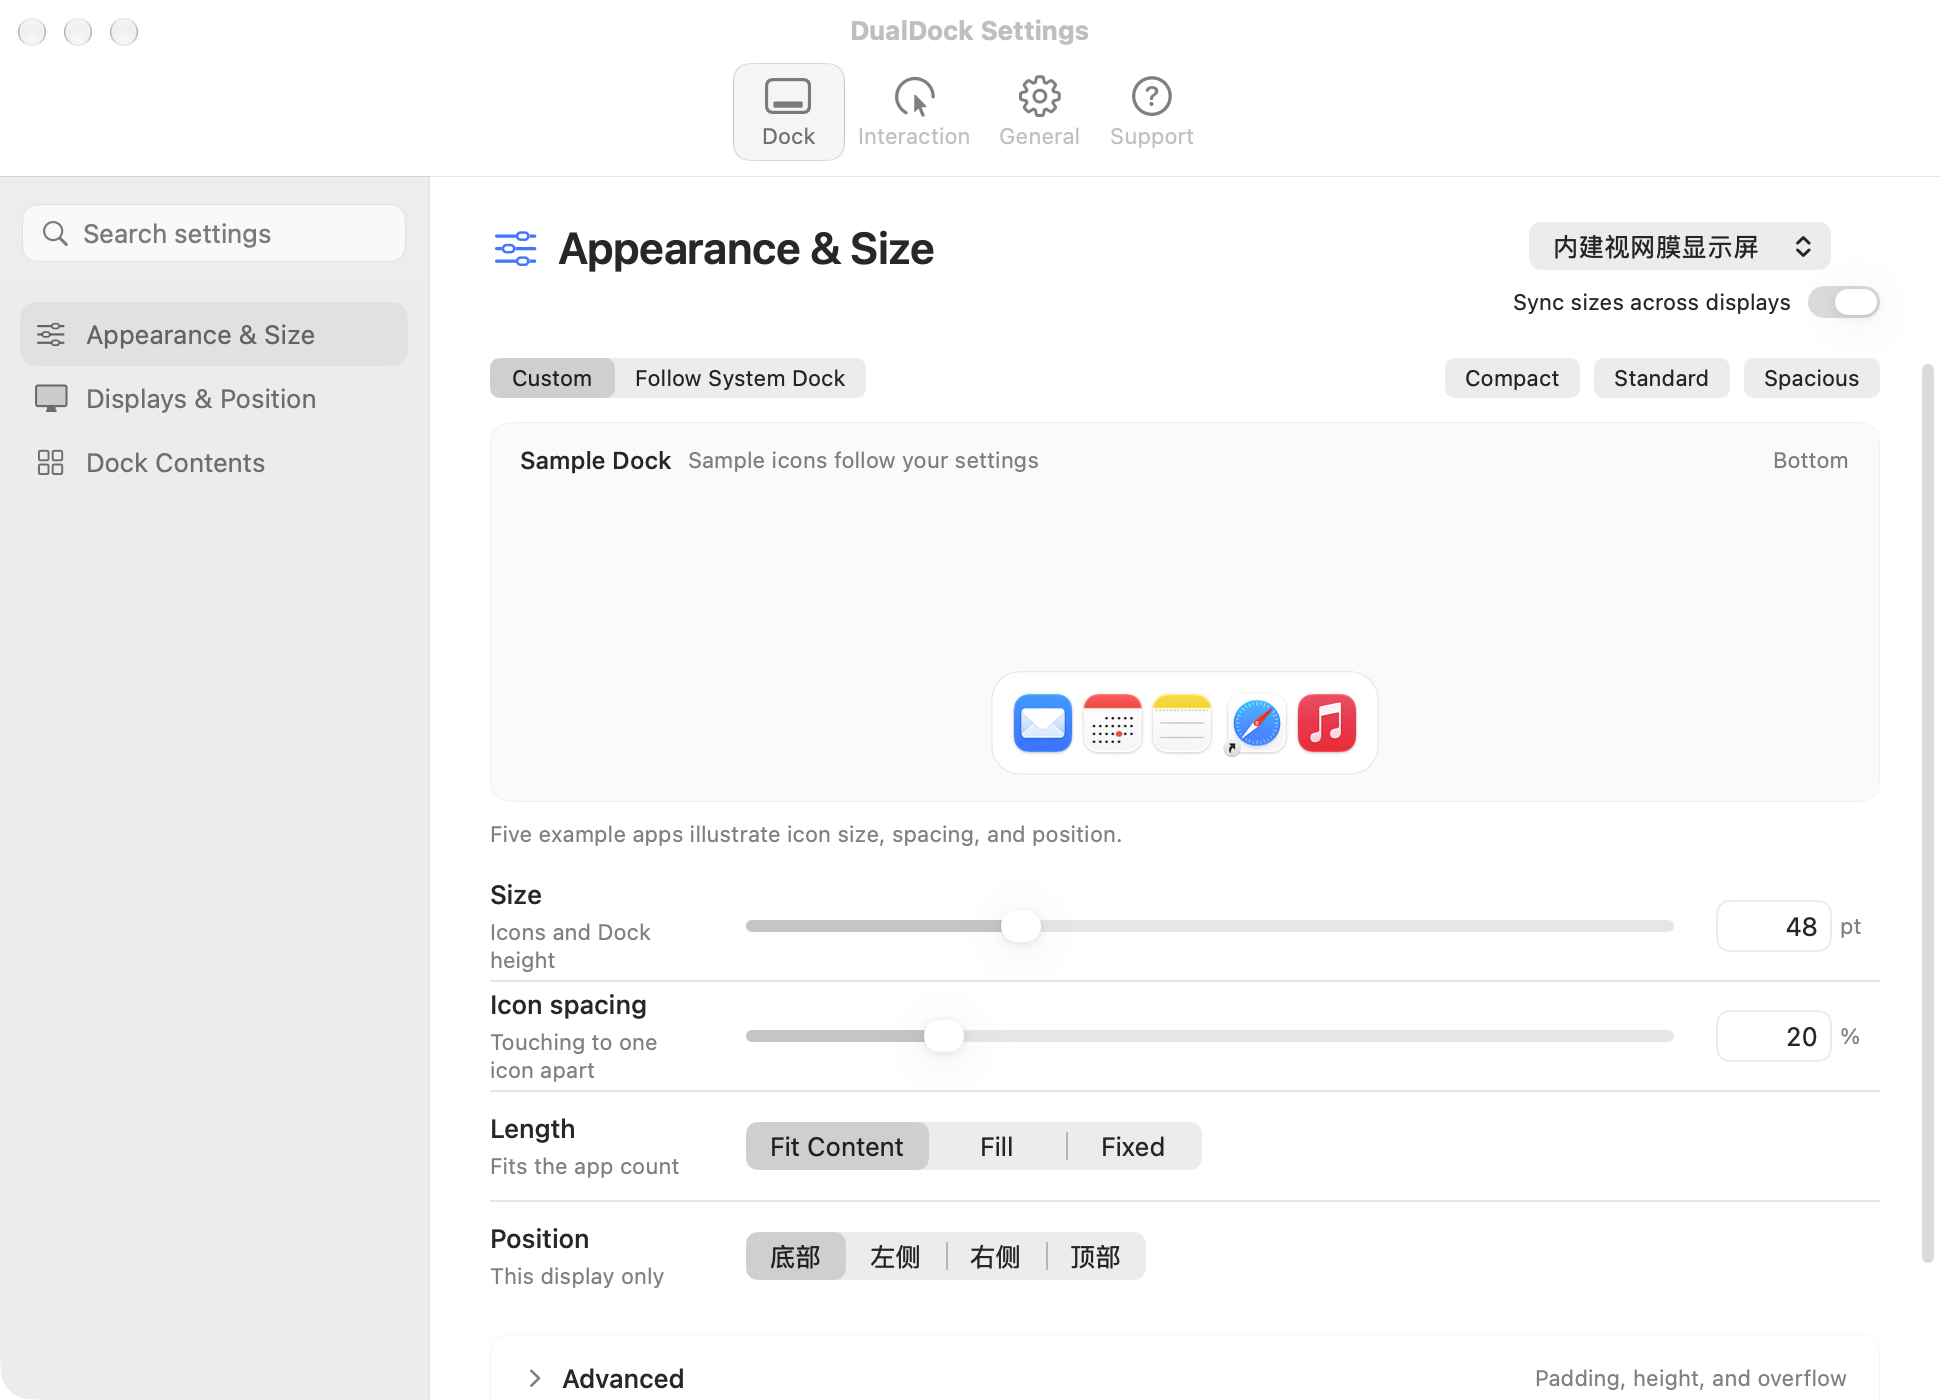 DualDock Settings
Dock
Interaction
General
Support
Search settings
Appearance & Size
Displays & Position
Dock Contents
Appearance & Size
内建视网膜显示屏
Sync sizes across displays
Custom
Follow System Dock
Compact
Standard
Spacious
Sample Dock
Sample icons follow your settings
Bottom
Five example apps illustrate icon size, spacing, and position.
Size
Icons and Dock
height
48
pt
Icon spacing
Touching to one
icon apart
20
%
Length
Fits the app count
Fit Content
Fill
Fixed
Position
This display only
底部
左侧
右侧
顶部
Advanced
Padding, height, and overflow